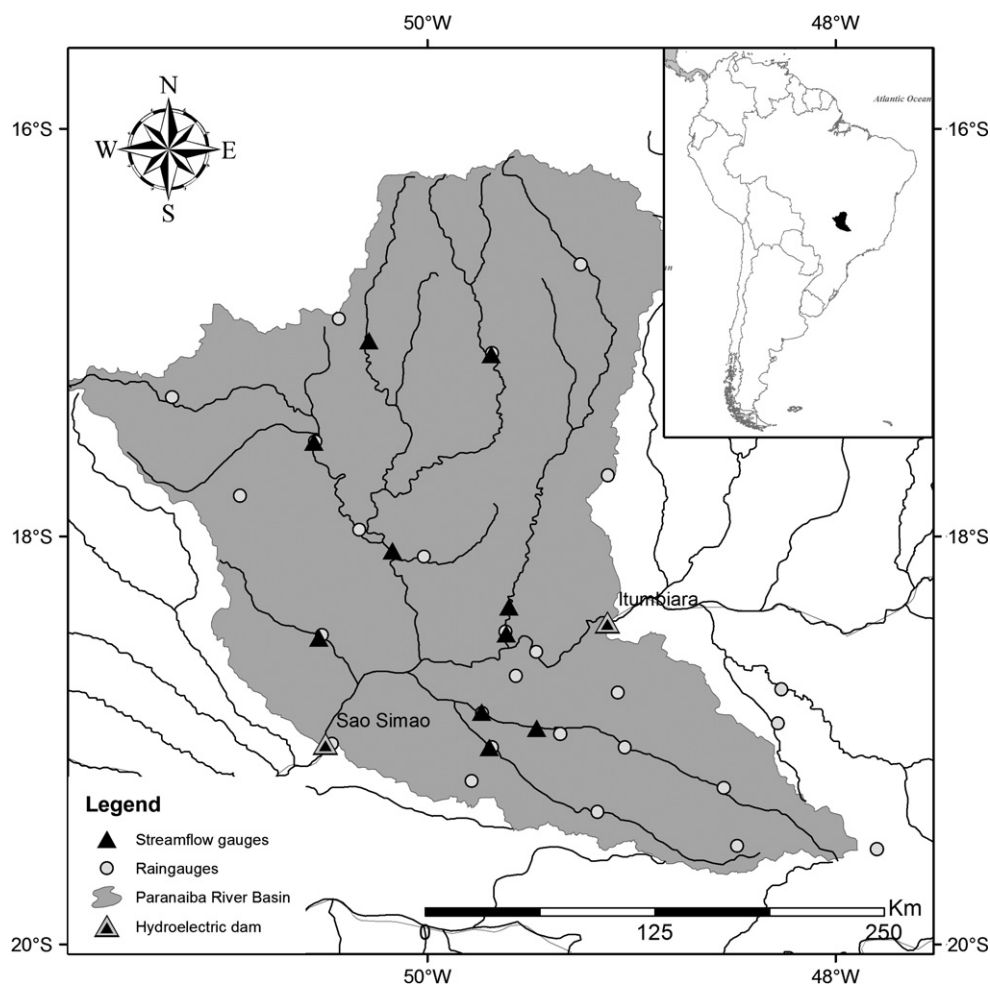 50°W
48°W
N
W
E
S
Atlantic Ocean
16°S
16°S
an
18°S
18°S
Itumbiara
Sao Simao
Legend
Streamflow gauges
Raingauges
Paranaiba River Basin
Hydroelectric dam
Km
0
125
250
20°S
20°S
50°W
48°W